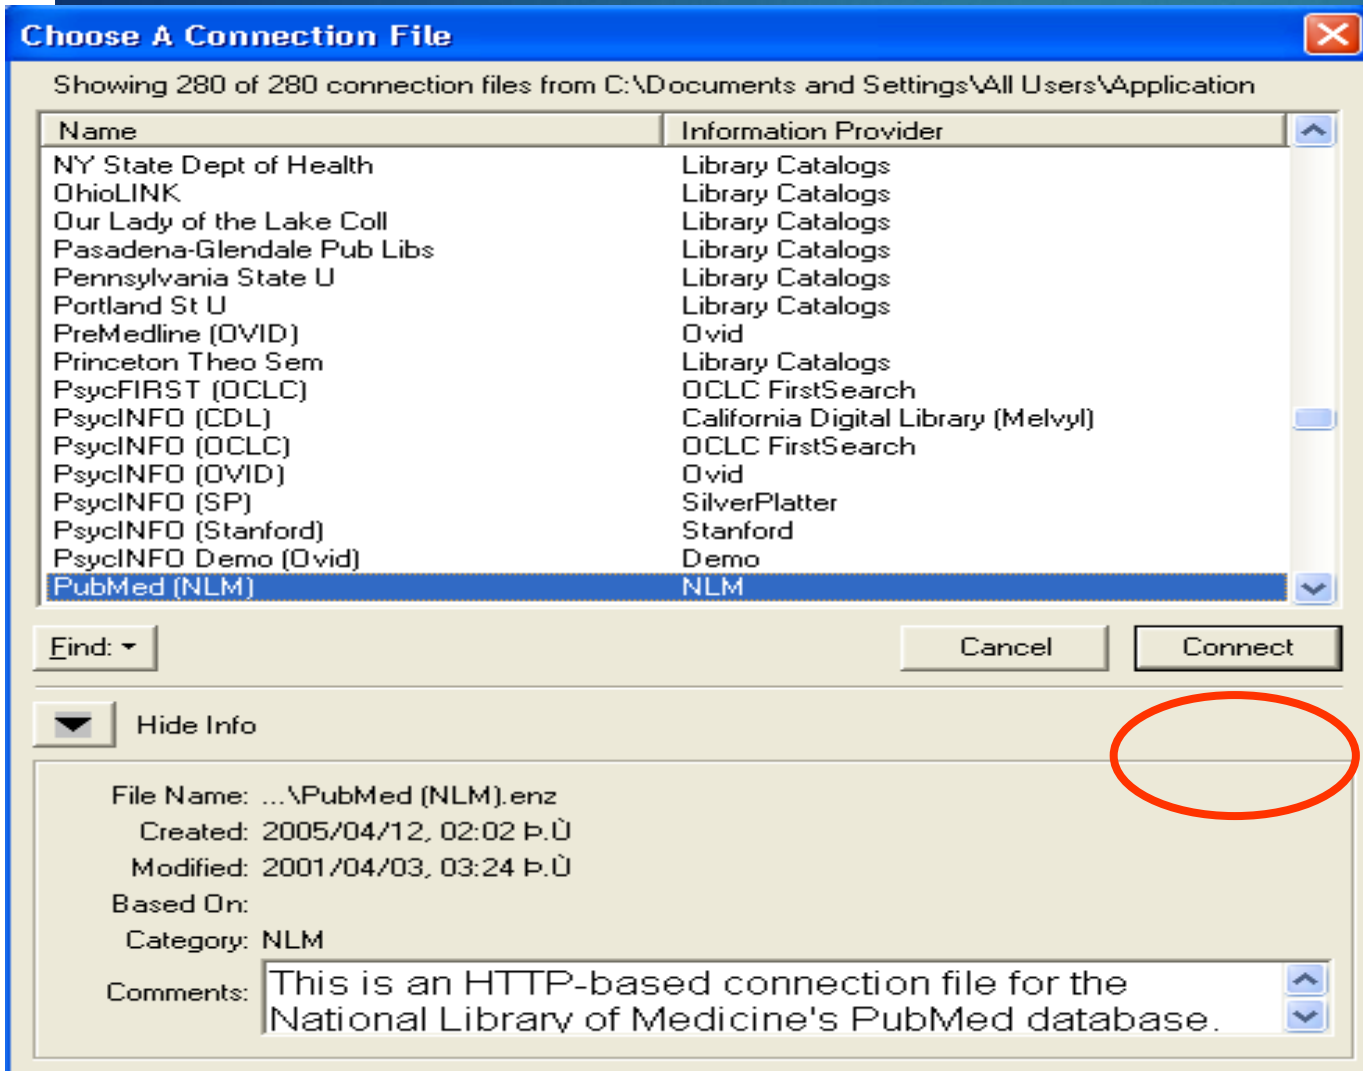 Choose A Connection File
Showing 280 of 280 connection files from C:\Documents and Settings\All Users\Application
Name Information Provider
NY State Dept of Health Library Catalogs
OhioLINK Library Catalogs
Our Lady of the Lake Coll Library Catalogs
Pasadena-Glendale Pub Libs Library Catalogs
Pennsylvania State U Library Catalogs
Portland St U Library Catalogs
PreMedline (OVID) Ovid
Princeton Theo Sem Library Catalogs
PsycFIRST (OCLC) OCLC FirstSearch
PsycINFO (CDL) California Digital Library (Melvyl)
PsycINFO (OCLC) OCLC FirstSearch
PsycINFO (OVID) Ovid
PsycINFO (SP) SilverPlatter
PsycINFO (Stanford) Stanford
PsycINFO Demo (Ovid) Demo
PubMed (NLM) NLM
Find: Cancel Connect
Hide Info
File Name: ...\PubMed (NLM).enz
Created: 2005/04/12, 02:02 Þ.Ù
Modified: 2001/04/03, 03:24 Þ.Ù
Based On:
Category: NLM
Comments: This is an HTTP-based connection file for the
National Library of Medicine's PubMed database.